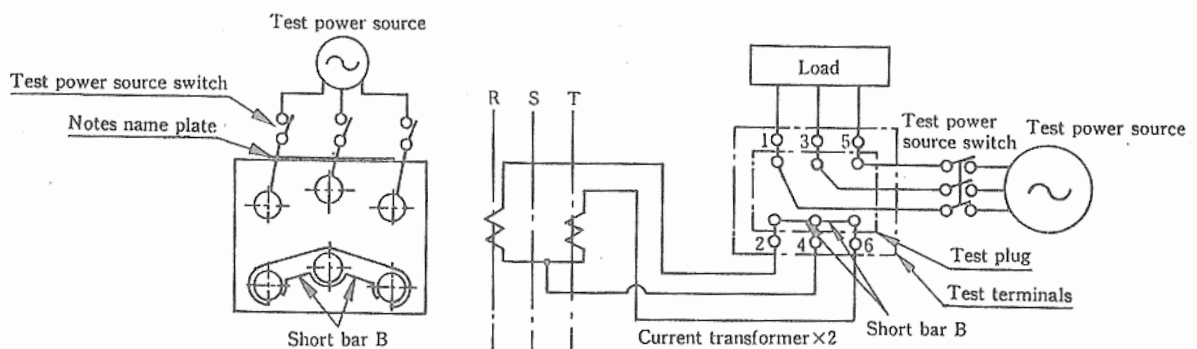 Test power source
Test power source switch
Notes name plate
Short bar B
R S T
Load
1 3 5
Test power
source switch
Test power source
2 4 6
Test plug
Test terminals
Short bar B
Current transformer×2